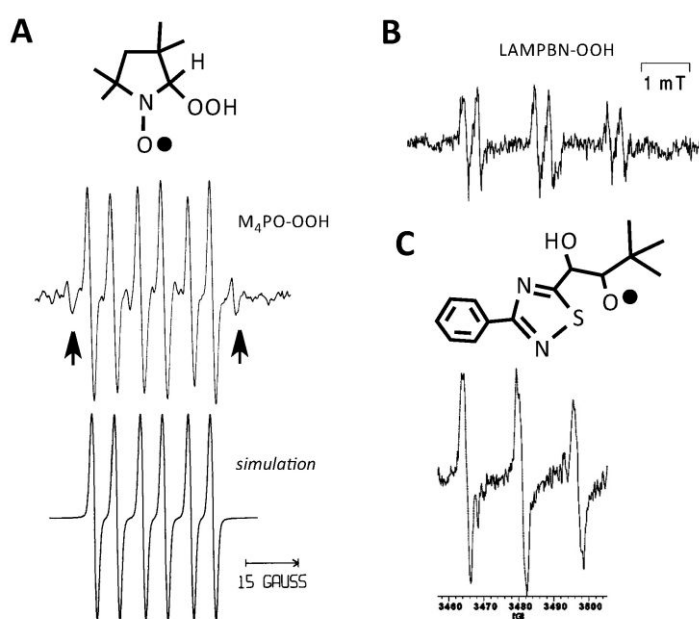 A
H
N
OOH
O●
M₄PO-OOH
simulation
15 GAUSS
B
LAMPBN-OOH
1 mT
C
HO
N
O●
S
N
3460 3470 3480 3490 3500
[G]